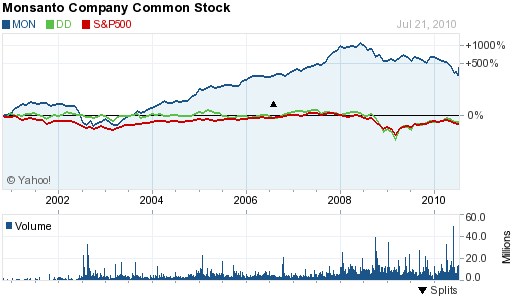 Monsanto Company Common Stock
MON DD S&P500 Jul 21, 2010
+1000%
+500%
0%
© Yahoo!
2002 2004 2006 2008 2010
Volume
60.0
40.0
20.0
0.0
Millions
Splits